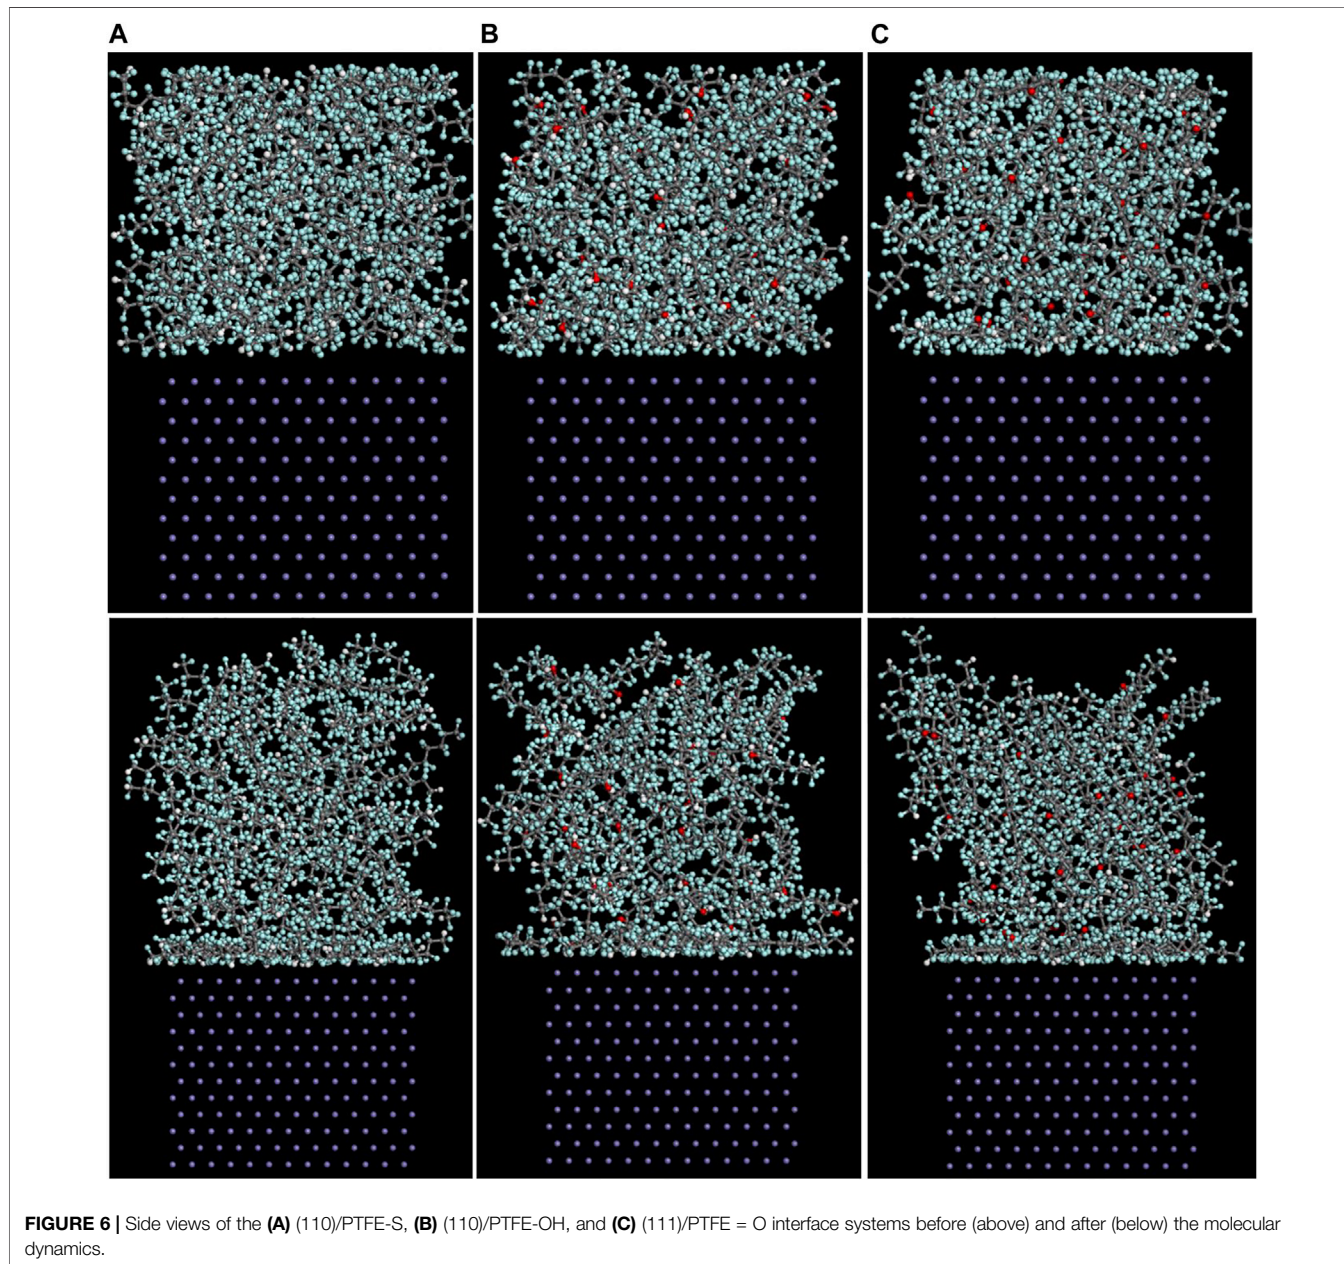 A
B
C
FIGURE 6 | Side views of the (A) (110)/PTFE-S, (B) (110)/PTFE-OH, and (C) (111)/PTFE = O interface systems before (above) and after (below) the molecular
dynamics.